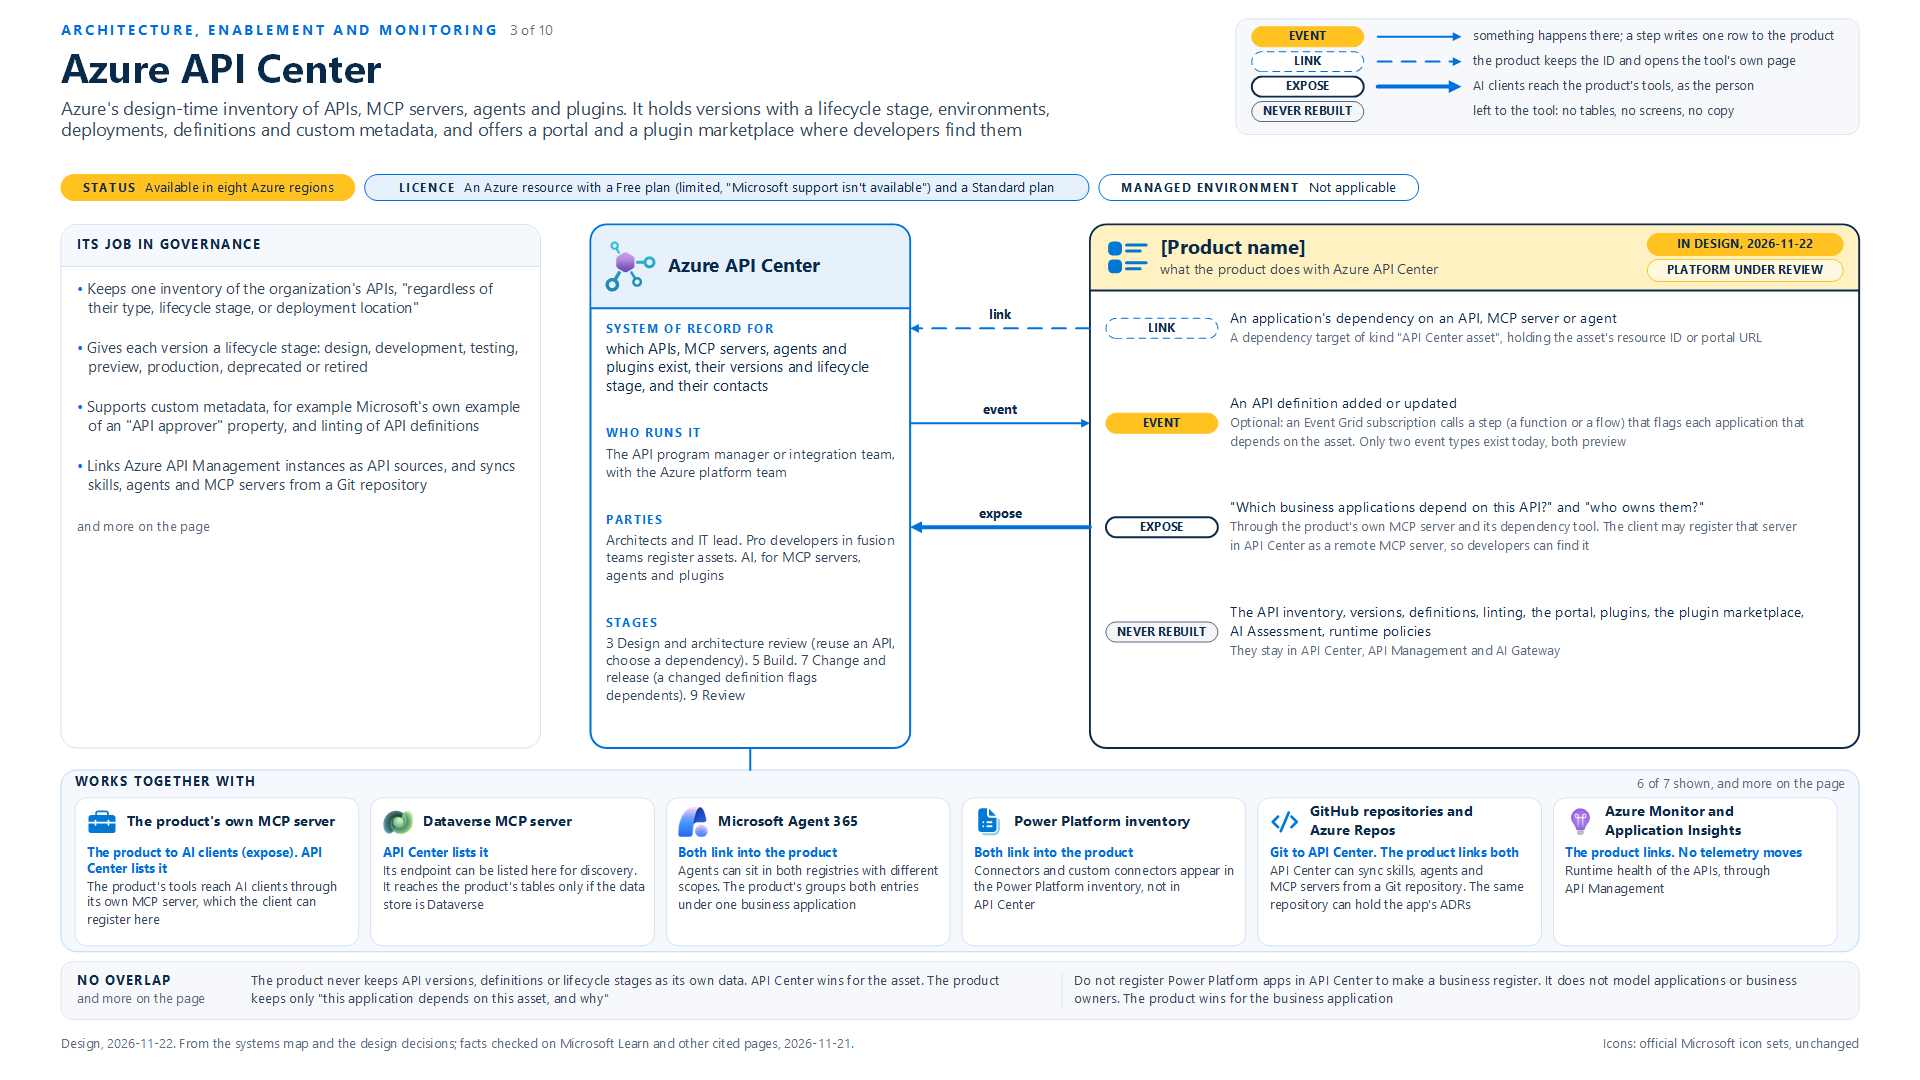 ARCHITECTURE, ENABLEMENT AND MONITORING 3 of 10
Azure API Center
Azure's design-time inventory of APIs, MCP servers, agents and plugins. It holds versions with a lifecycle stage, environments,
deployments, definitions and custom metadata, and offers a portal and a plugin marketplace where developers find them
EVENT something happens there; a step writes one row to the product
LINK the product keeps the ID and opens the tool's own page
EXPOSE AI clients reach the product's tools, as the person
NEVER REBUILT left to the tool: no tables, no screens, no copy
STATUS Available in eight Azure regions
LICENCE An Azure resource with a Free plan (limited, "Microsoft support isn't available") and a Standard plan
MANAGED ENVIRONMENT Not applicable
ITS JOB IN GOVERNANCE
• Keeps one inventory of the organization's APIs, "regardless of
their type, lifecycle stage, or deployment location"
• Gives each version a lifecycle stage: design, development, testing,
preview, production, deprecated or retired
• Supports custom metadata, for example Microsoft's own example
of an "API approver" property, and linting of API definitions
• Links Azure API Management instances as API sources, and syncs
skills, agents and MCP servers from a Git repository
and more on the page
Azure API Center
SYSTEM OF RECORD FOR
which APIs, MCP servers, agents and
plugins exist, their versions and lifecycle
stage, and their contacts
WHO RUNS IT
The API program manager or integration team,
with the Azure platform team
PARTIES
Architects and IT lead. Pro developers in fusion
teams register assets. AI, for MCP servers,
agents and plugins
STAGES
3 Design and architecture review (reuse an API,
choose a dependency). 5 Build. 7 Change and
release (a changed definition flags
dependents). 9 Review
link
event
expose
[Product name]
what the product does with Azure API Center
IN DESIGN, 2026-11-22
PLATFORM UNDER REVIEW
LINK
An application's dependency on an API, MCP server or agent
A dependency target of kind "API Center asset", holding the asset's resource ID or portal URL
EVENT
An API definition added or updated
Optional: an Event Grid subscription calls a step (a function or a flow) that flags each application that
depends on the asset. Only two event types exist today, both preview
EXPOSE
"Which business applications depend on this API?" and "who owns them?"
Through the product's own MCP server and its dependency tool. The client may register that server
in API Center as a remote MCP server, so developers can find it
NEVER REBUILT
The API inventory, versions, definitions, linting, the portal, plugins, the plugin marketplace,
AI Assessment, runtime policies
They stay in API Center, API Management and AI Gateway
WORKS TOGETHER WITH
6 of 7 shown, and more on the page
The product's own MCP server
The product to AI clients (expose). API
Center lists it
The product's tools reach AI clients through
its own MCP server, which the client can
register here
Dataverse MCP server
API Center lists it
Its endpoint can be listed here for discovery.
It reaches the product's tables only if the data
store is Dataverse
Microsoft Agent 365
Both link into the product
Agents can sit in both registries with different
scopes. The product's groups both entries
under one business application
Power Platform inventory
Both link into the product
Connectors and custom connectors appear in
the Power Platform inventory, not in
API Center
GitHub repositories and
Azure Repos
Git to API Center. The product links both
API Center can sync skills, agents and
MCP servers from a Git repository. The same
repository can hold the app's ADRs
Azure Monitor and
Application Insights
The product links. No telemetry moves
Runtime health of the APIs, through
API Management
NO OVERLAP
and more on the page
The product never keeps API versions, definitions or lifecycle stages as its own data. API Center wins for the asset. The product
keeps only "this application depends on this asset, and why"
Do not register Power Platform apps in API Center to make a business register. It does not model applications or business
owners. The product wins for the business application
Design, 2026-11-22. From the systems map and the design decisions; facts checked on Microsoft Learn and other cited pages, 2026-11-21.
Icons: official Microsoft icon sets, unchanged